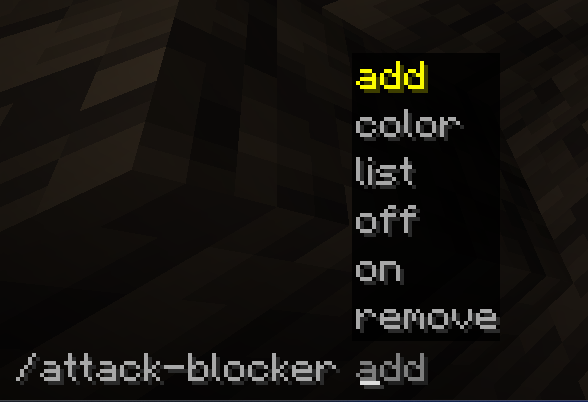 add
color
list
off
on
remove
/attack-blocker add